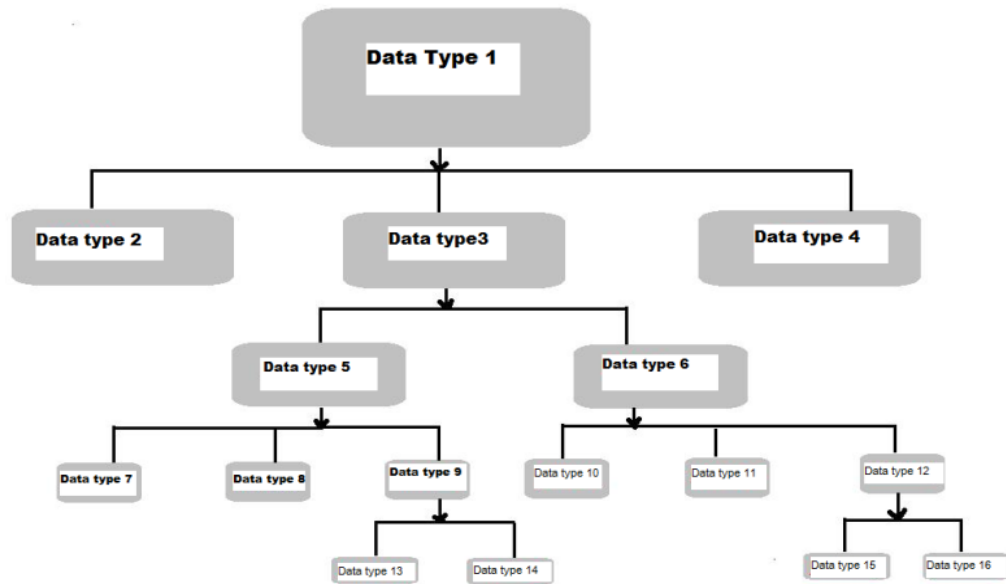 Data Type 1
Data type 2
Data type3
Data type 4
Data type 5
Data type 6
Data type 7
Data type 8
Data type 9
Data type 10
Data type 11
Data type 12
Data type 13
Data type 14
Data type 15
Data type 16